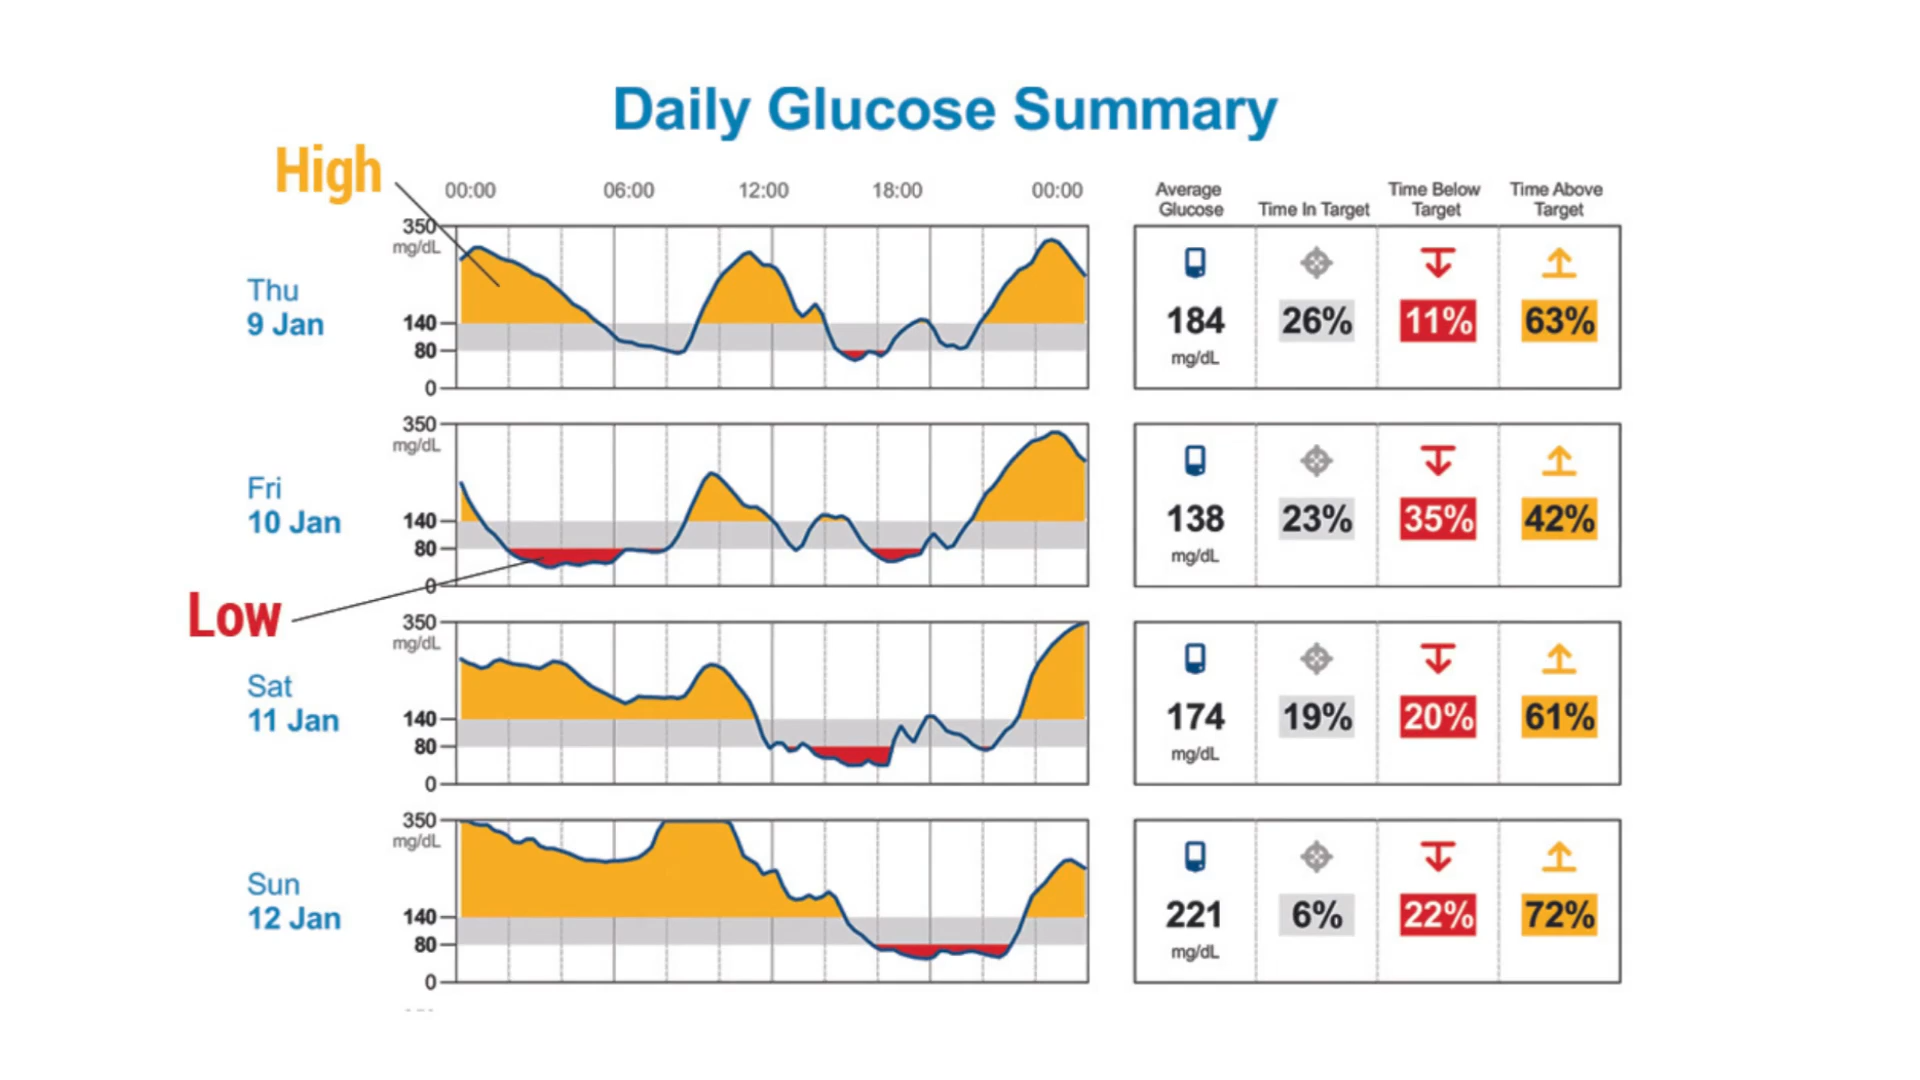 Daily Glucose Summary
High
00:00 06:00 12:00 18:00 00:00
Average Glucose
Time In Target
Time Below Target
Time Above Target
Thu
9 Jan
350
mg/dL
140
80
0
184
mg/dL
26%
11%
63%
Fri
10 Jan
350
mg/dL
140
80
0
138
mg/dL
23%
35%
42%
Low
Sat
11 Jan
350
mg/dL
140
80
0
174
mg/dL
19%
20%
61%
Sun
12 Jan
350
mg/dL
140
80
0
221
mg/dL
6%
22%
72%